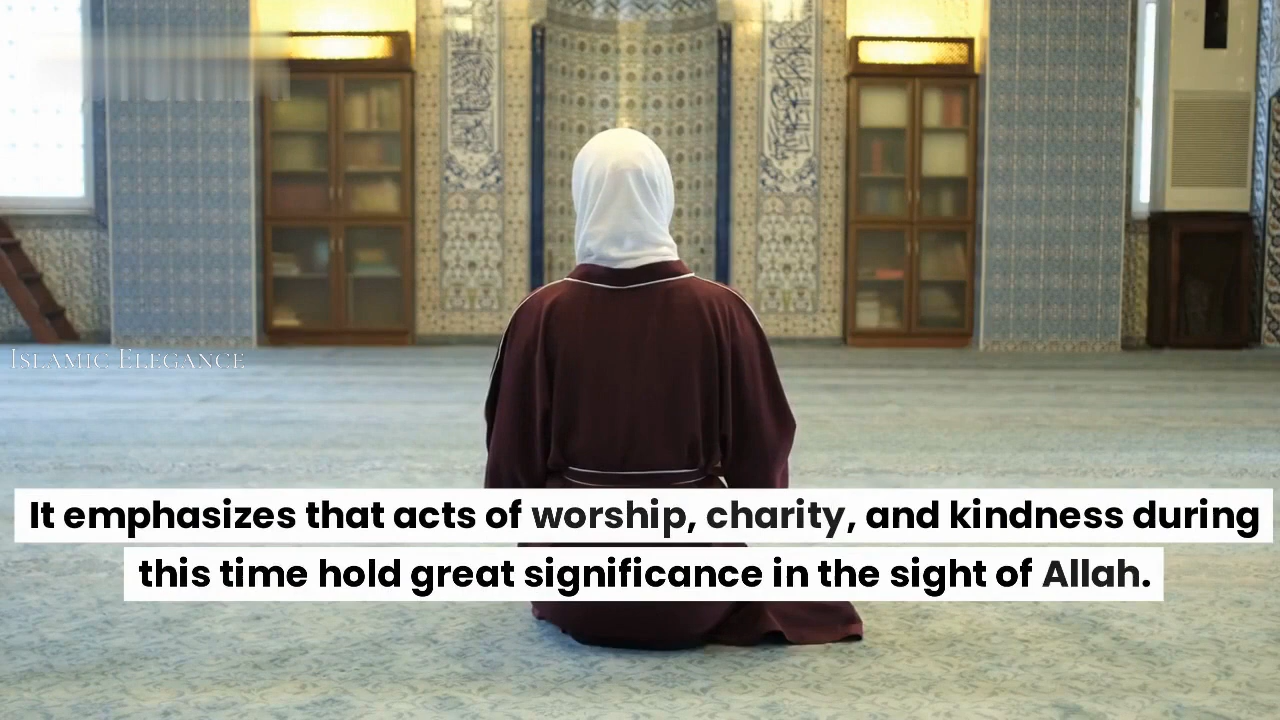 ISLAMIC ELEGANCE
It emphasizes that acts of worship, charity, and kindness during
this time hold great significance in the sight of Allah.